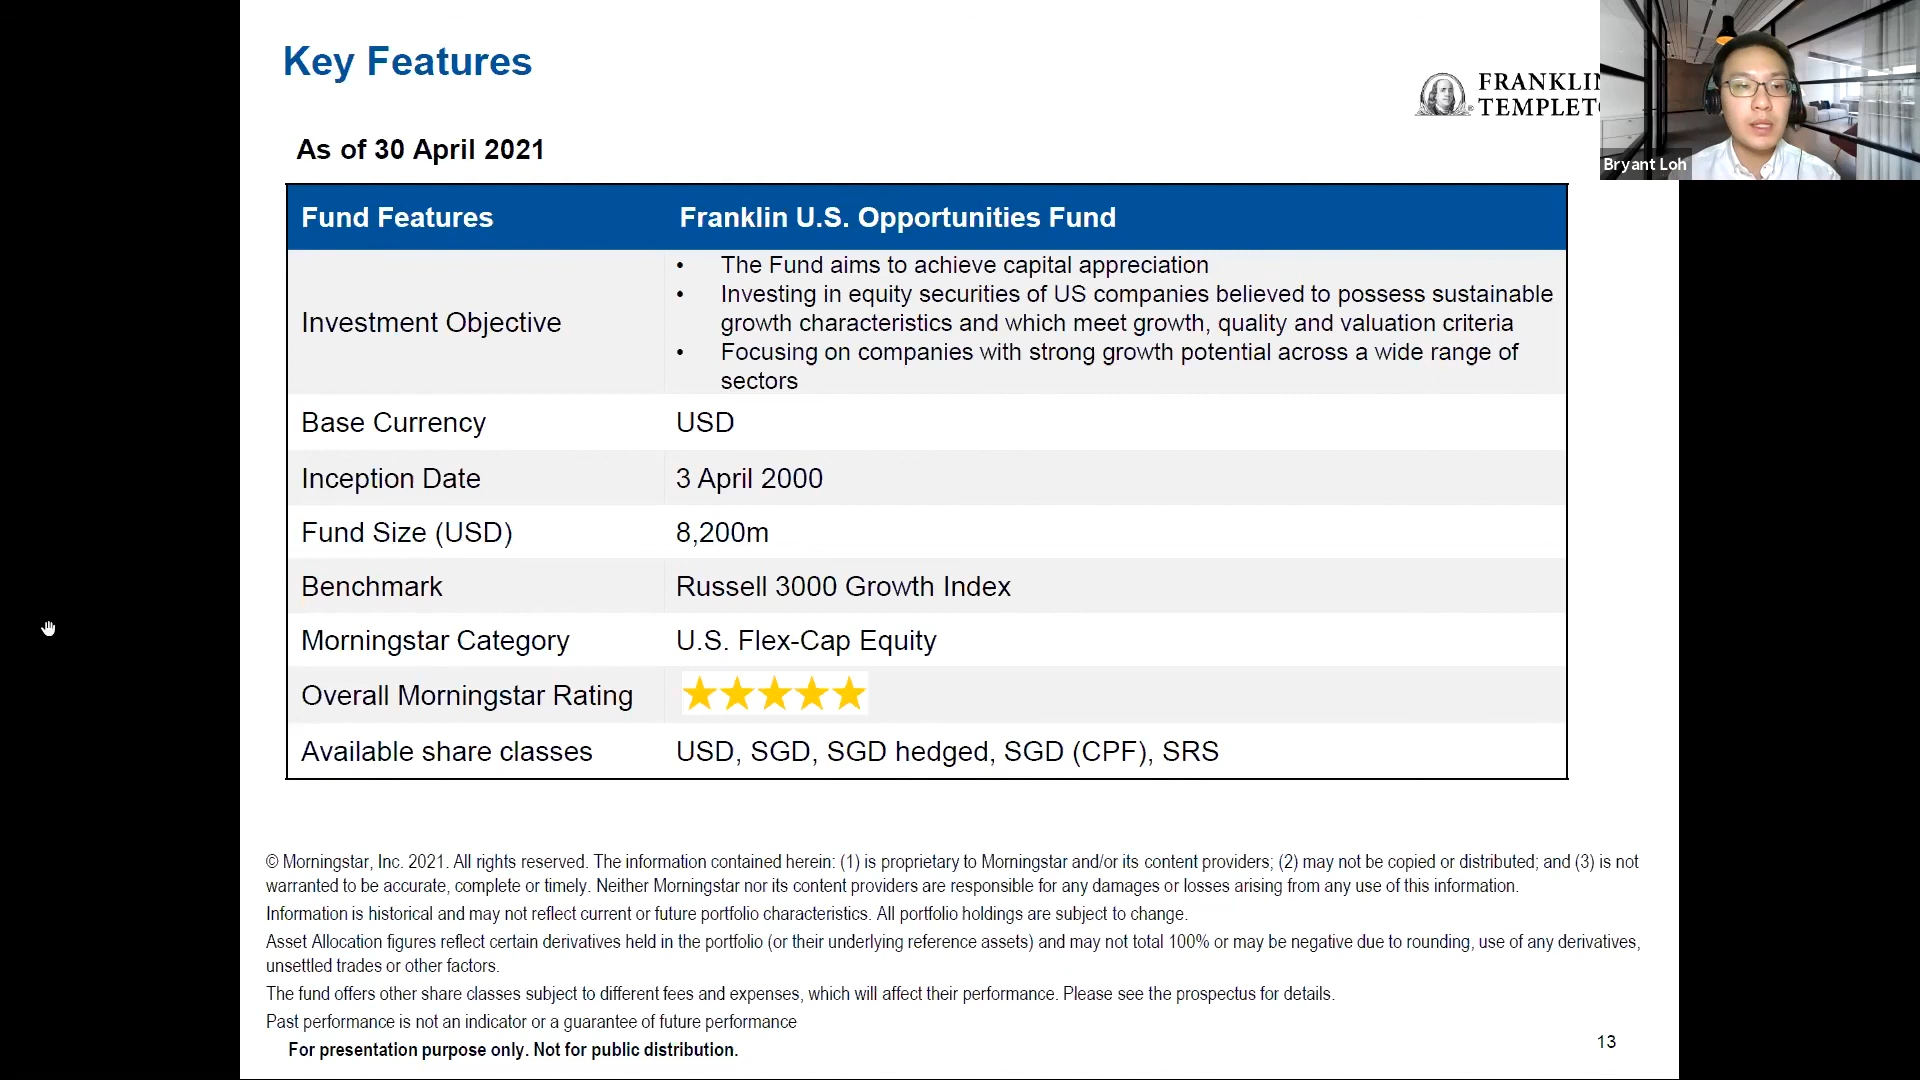 Key Features
FRANKLIN
TEMPLET
Bryant Loh
As of 30 April 2021
Fund Features Franklin U.S. Opportunities Fund
Investment Objective
• The Fund aims to achieve capital appreciation
• Investing in equity securities of US companies believed to possess sustainable
growth characteristics and which meet growth, quality and valuation criteria
• Focusing on companies with strong growth potential across a wide range of
sectors
Base Currency USD
Inception Date 3 April 2000
Fund Size (USD) 8,200m
Benchmark Russell 3000 Growth Index
Morningstar Category U.S. Flex-Cap Equity
Overall Morningstar Rating ★★★★★
Available share classes USD, SGD, SGD hedged, SGD (CPF), SRS
© Morningstar, Inc. 2021. All rights reserved. The information contained herein: (1) is proprietary to Morningstar and/or its content providers; (2) may not be copied or distributed; and (3) is not
warranted to be accurate, complete or timely. Neither Morningstar nor its content providers are responsible for any damages or losses arising from any use of this information.
Information is historical and may not reflect current or future portfolio characteristics. All portfolio holdings are subject to change.
Asset Allocation figures reflect certain derivatives held in the portfolio (or their underlying reference assets) and may not total 100% or may be negative due to rounding, use of any derivatives,
unsettled trades or other factors.
The fund offers other share classes subject to different fees and expenses, which will affect their performance. Please see the prospectus for details.
Past performance is not an indicator or a guarantee of future performance
For presentation purpose only. Not for public distribution.
13